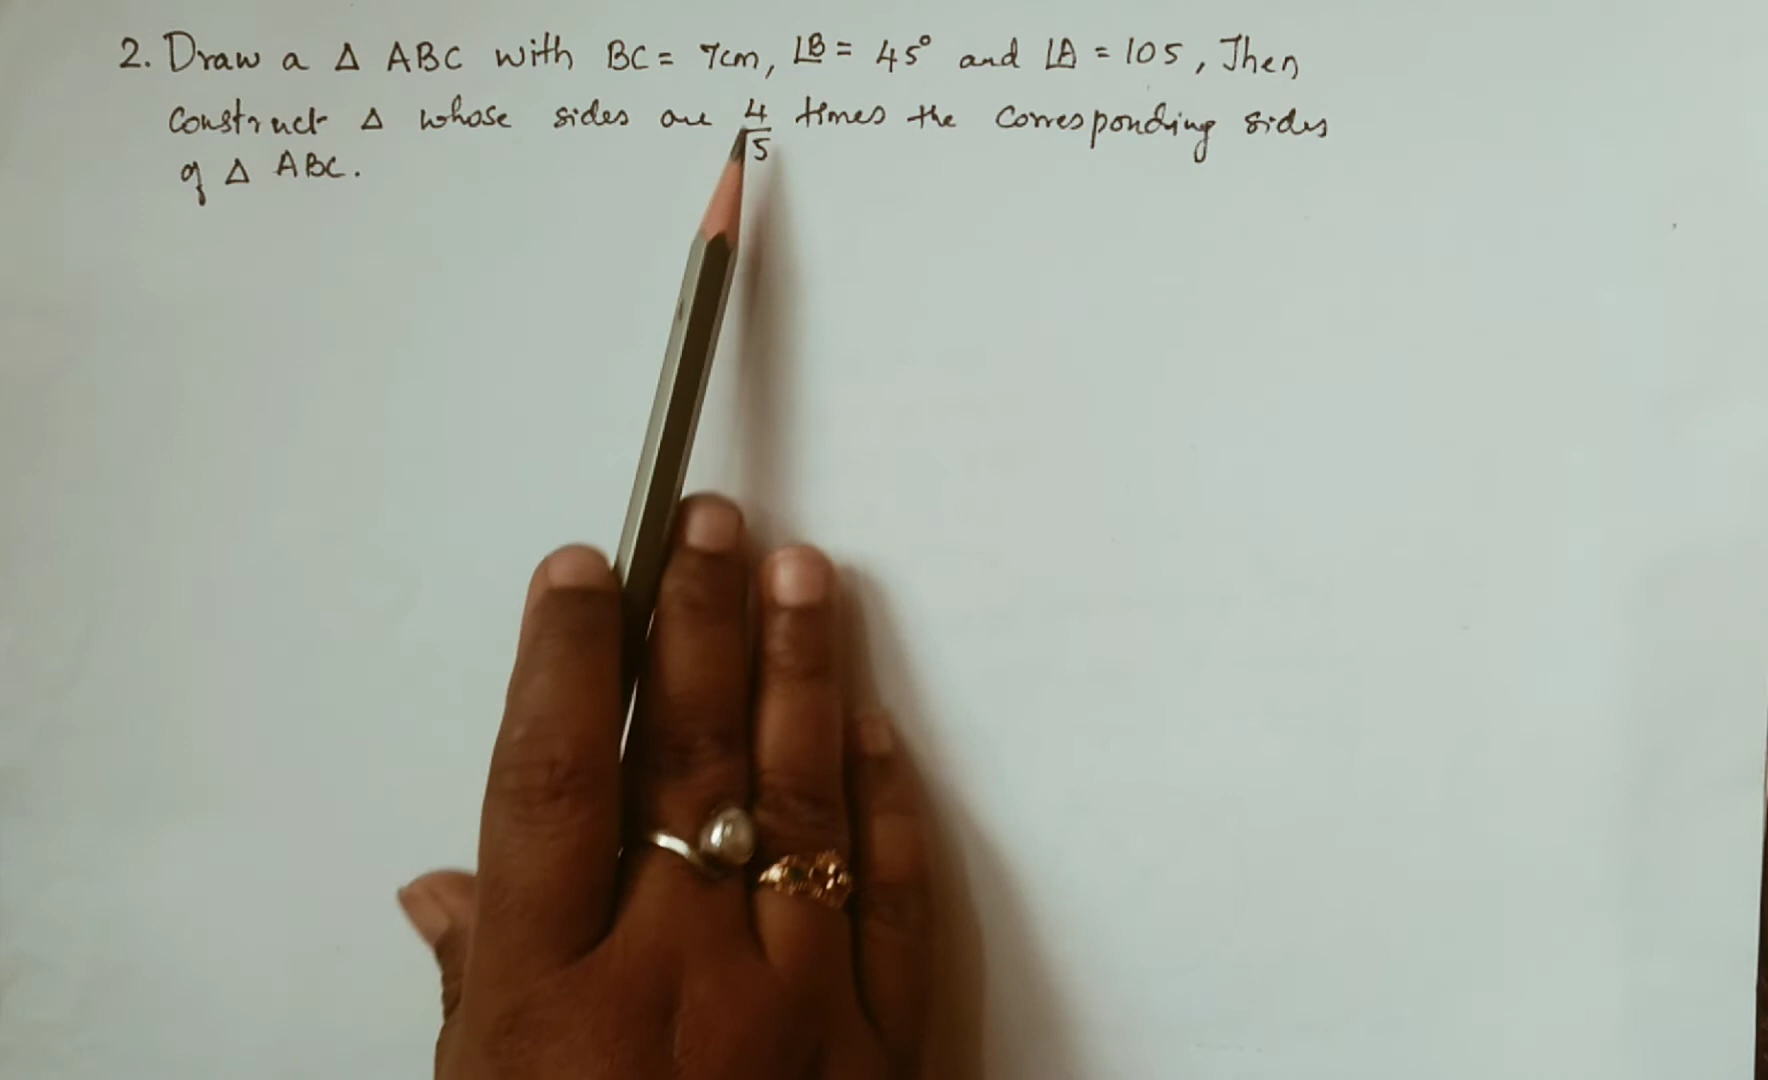 2. Draw a Δ ABC with BC = 7cm, ∠B = 45° and ∠A = 105, Then
Construct Δ whose sides are 4/5 times the corresponding sides
of Δ ABC.